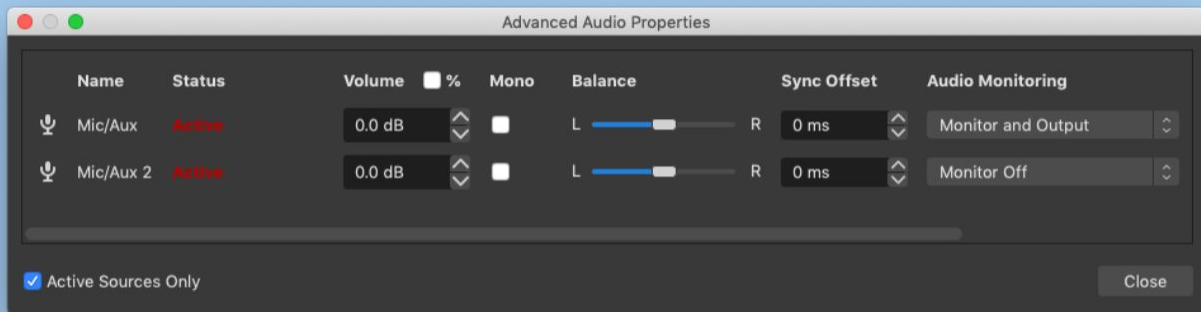 Advanced Audio Properties
Name Status Volume % Mono Balance Sync Offset Audio Monitoring
Mic/Aux Active 0.0 dB L R 0 ms Monitor and Output
Mic/Aux 2 Active 0.0 dB L R 0 ms Monitor Off
Active Sources Only Close